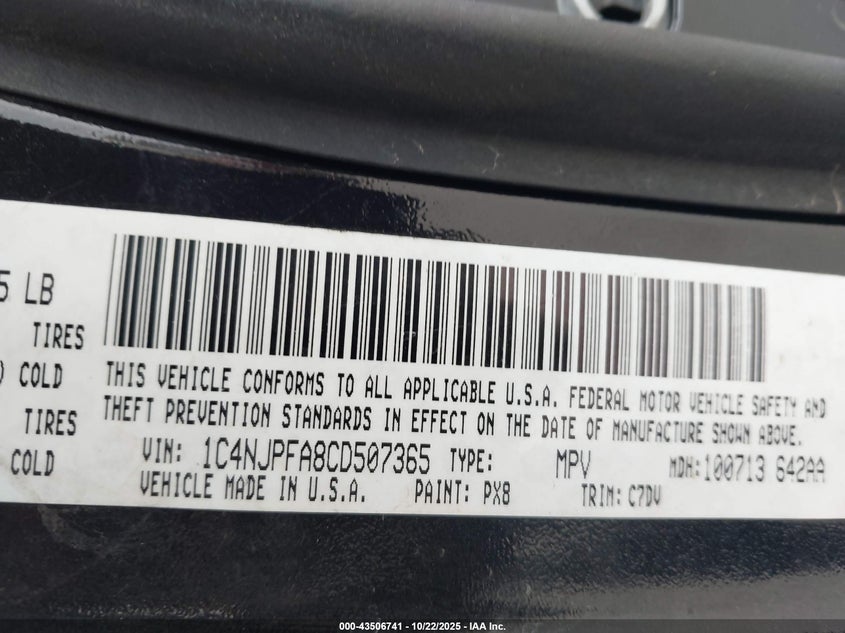 5 LB
TIRES
COLD
TIRES
COLD
THIS VEHICLE CONFORMS TO ALL APPLICABLE U.S.A. FEDERAL MOTOR VEHICLE SAFETY AND
THEFT PREVENTION STANDARDS IN EFFECT ON THE DATE OF MANUFACTURE SHOWN ABOVE.
VIN: 1C4NJPFA8CD507365 TYPE: MPV MDH:100713 642AA
VEHICLE MADE IN U.S.A. PAINT: PX8 TRIM: C7DV
000-43506741 - 10/22/2025 - IAA Inc.